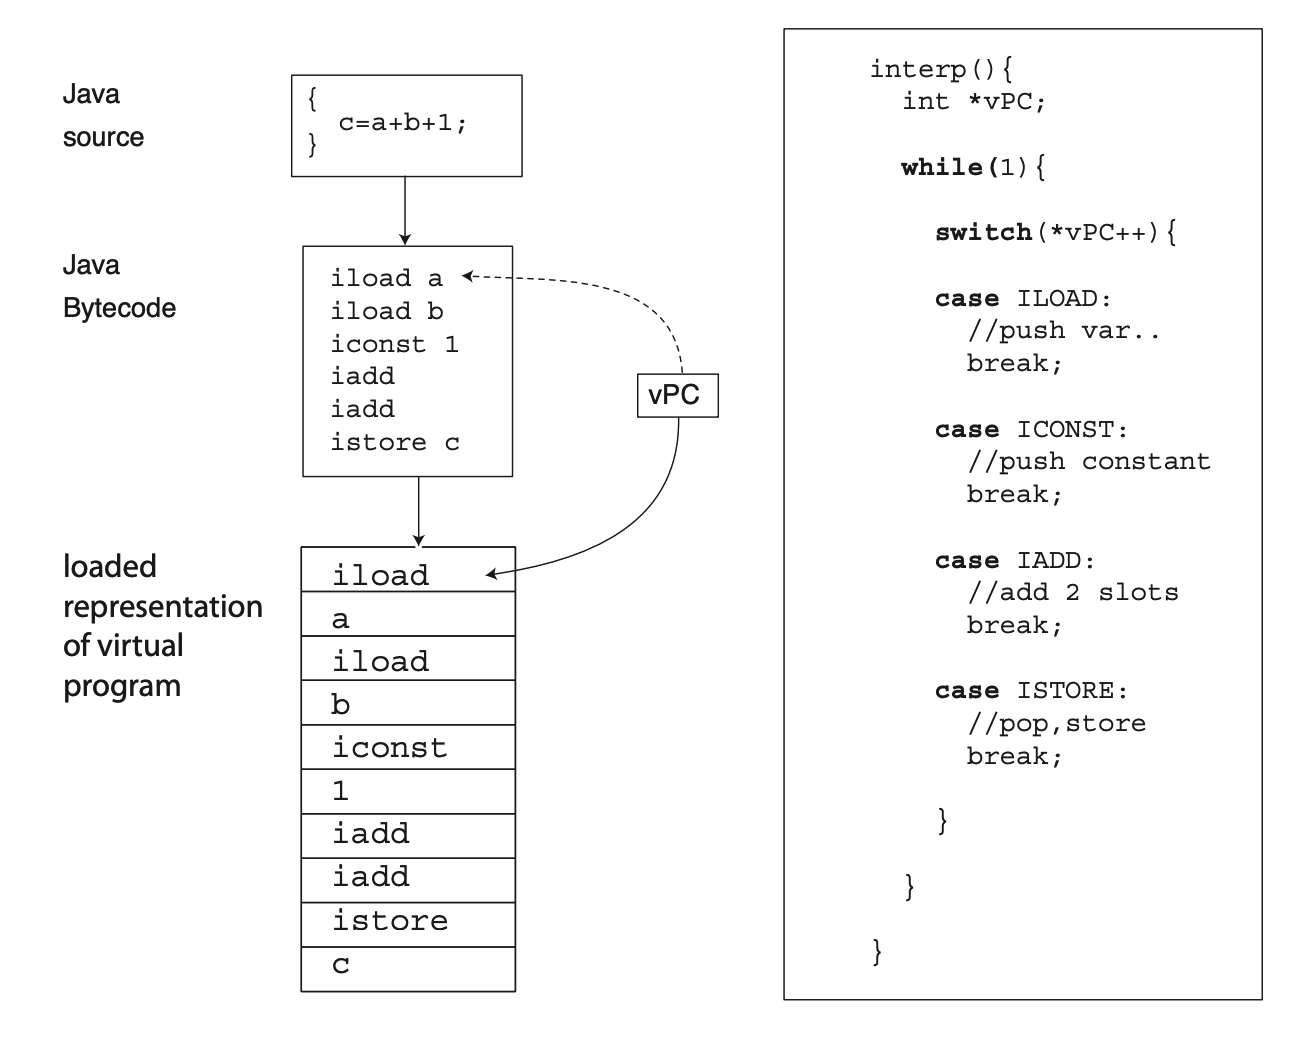 Java
source
{
c=a+b+1;
}
Java
Bytecode
iload a
iload b
iconst 1
iadd
iadd
istore c
vPC
loaded
representation
of virtual
program
iload
a
iload
b
iconst
1
iadd
iadd
istore
c
interp(){
int *vPC;
while(1){
switch(*vPC++){
case ILOAD:
//push var..
break;
case ICONST:
//push constant
break;
case IADD:
//add 2 slots
break;
case ISTORE:
//pop,store
break;
}
}
}